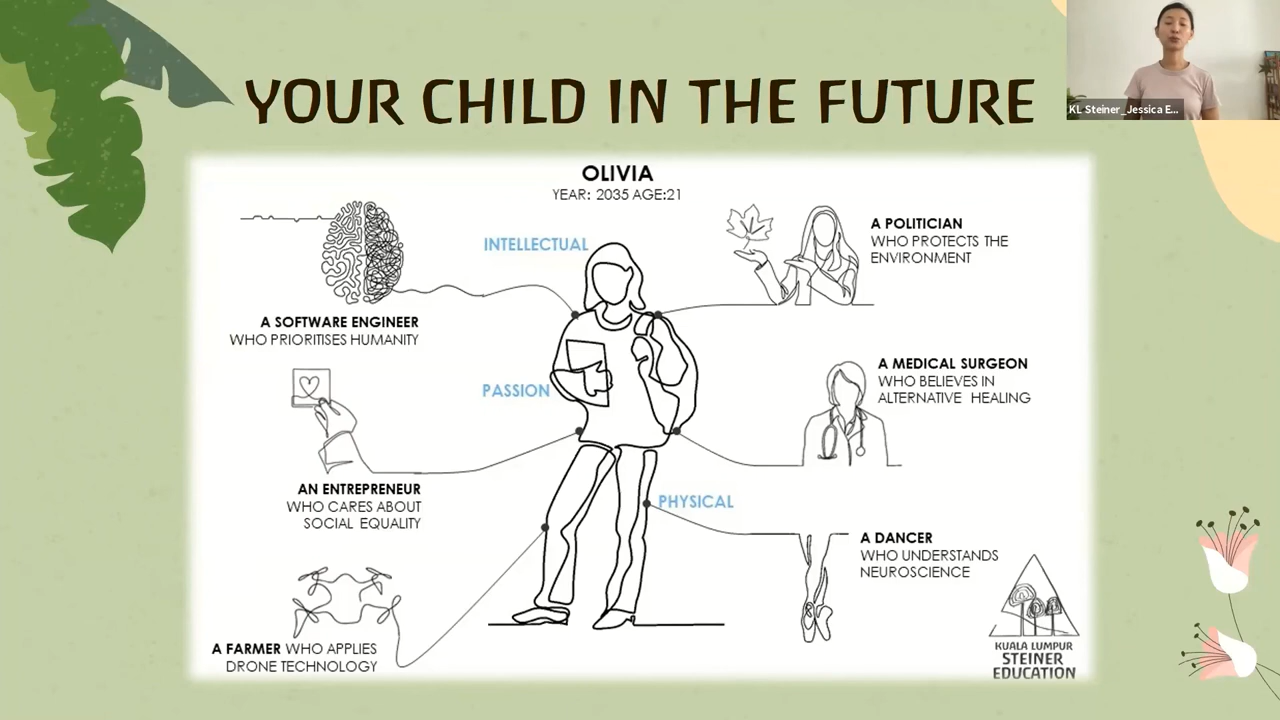 YOUR CHILD IN THE FUTURE
KL Steiner_Jessica E...
OLIVIA
YEAR: 2035 AGE:21
INTELLECTUAL
A POLITICIAN
WHO PROTECTS THE
ENVIRONMENT
A SOFTWARE ENGINEER
WHO PRIORITISES HUMANITY
PASSION
A MEDICAL SURGEON
WHO BELIEVES IN
ALTERNATIVE HEALING
AN ENTREPRENEUR
WHO CARES ABOUT
SOCIAL EQUALITY
PHYSICAL
A DANCER
WHO UNDERSTANDS
NEUROSCIENCE
A FARMER WHO APPLIES
DRONE TECHNOLOGY
KUALA LUMPUR
STEINER
EDUCATION